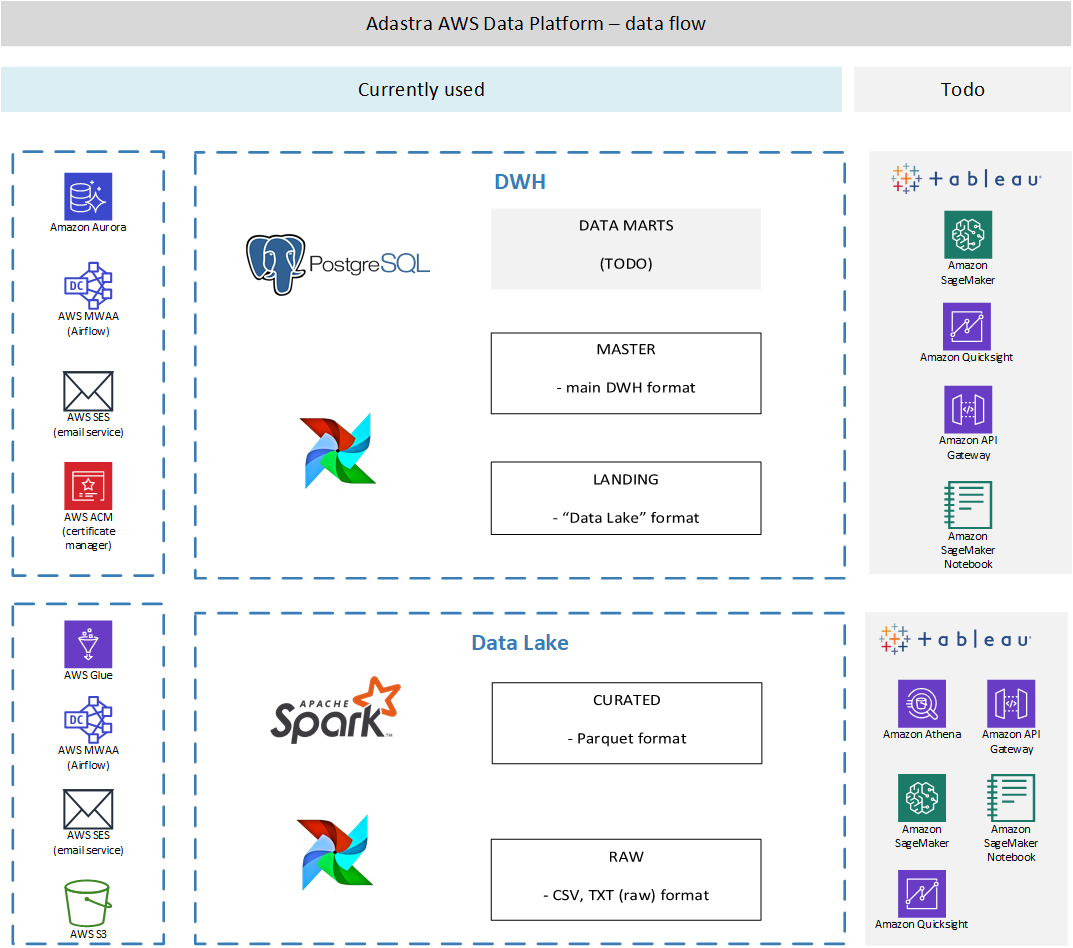 Adastra AWS Data Platform – data flow
Currently used
Todo
Amazon Aurora
AWS MWAA
(Airflow)
AWS SES
(email service)
AWS ACM
(certificate
manager)
DWH
PostgreSQL
DATA MARTS
(TODO)
MASTER
- main DWH format
LANDING
- “Data Lake” format
+ableau
Amazon
SageMaker
Amazon Quicksight
Amazon API
Gateway
Amazon
SageMaker
Notebook
AWS Glue
DC
AWS MWAA
(Airflow)
AWS SES
(email service)
AWS S3
Data Lake
APACHE
Spark™
CURATED
- Parquet format
RAW
- CSV, TXT (raw) format
+ableau
Amazon Athena
Amazon API
Gateway
Amazon
SageMaker
Amazon
SageMaker
Notebook
Amazon Quicksight